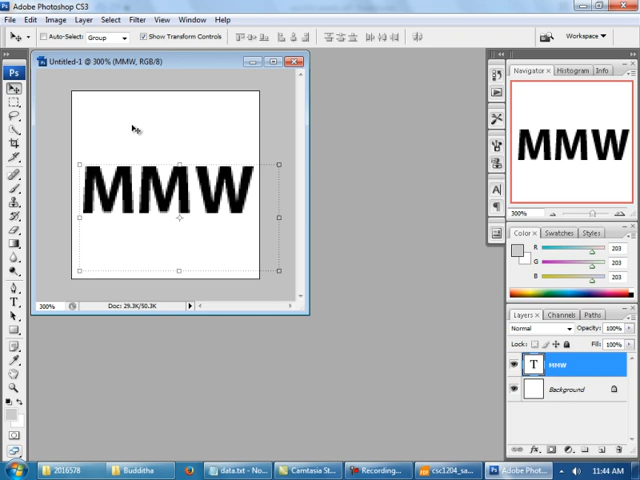 Adobe Photoshop CS3
File Edit Image Layer Select Filter View Window Help
Auto-Select: Group Show Transform Controls Workspace
Untitled-1 @ 300% (MMW, RGB/8)
MMW
300% Doc: 29.3K/50.3K
Navigator Histogram Info
MMW
300%
Color Swatches Styles
R 203
G 203
B 203
Layers Channels Paths
Normal Opacity: 100%
Lock: Fill: 100%
T MMW
Background
fx
2016578 Budditha data.txt - No... Camtasia St... Recording... csc1204_sa... Adobe Phot... 11:44 AM